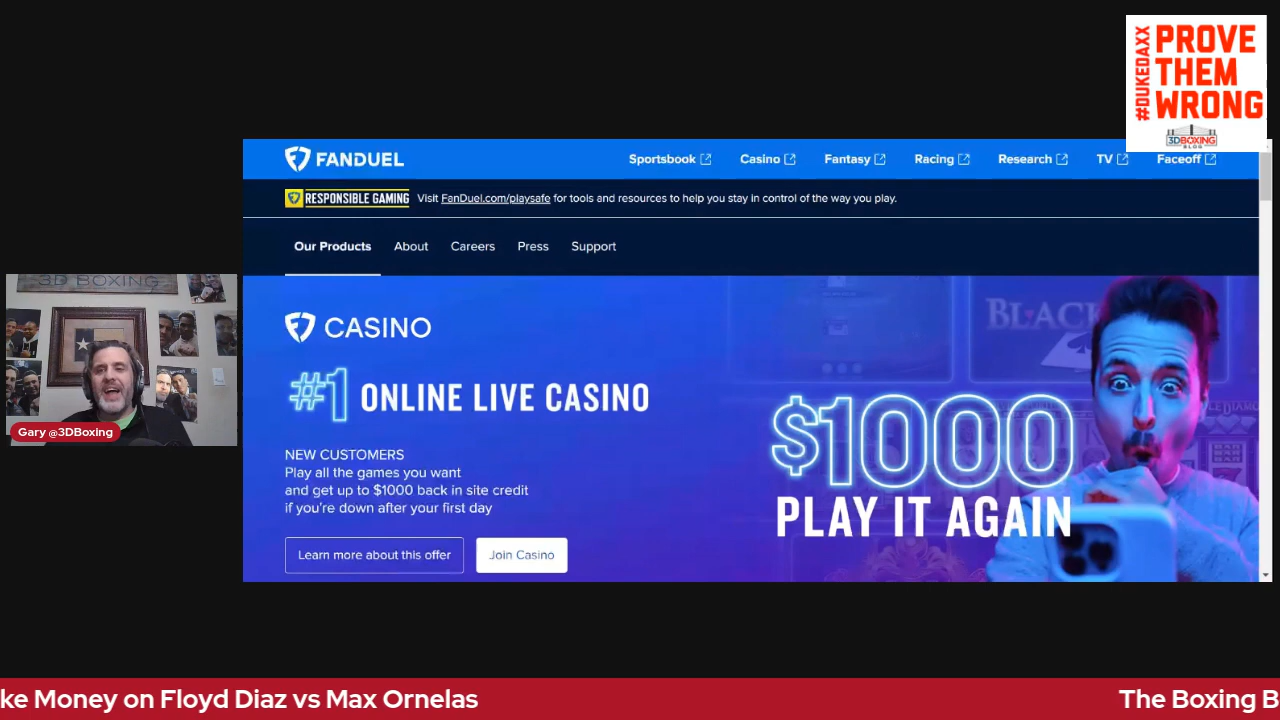 #DUKEDAXX
PROVE
THEM
WRONG
3DBOXING
BLOG
FANDUEL
Sportsbook
Casino
Fantasy
Racing
Research
TV
Faceoff
RESPONSIBLE GAMING Visit FanDuel.com/playsafe for tools and resources to help you stay in control of the way you play.
Our Products
About
Careers
Press
Support
CASINO
#1 ONLINE LIVE CASINO
NEW CUSTOMERS
Play all the games you want
and get up to $1000 back in site credit
if you're down after your first day
Learn more about this offer
Join Casino
BLACK
$1000
PLAY IT AGAIN
3D BOXING
Gary @3DBoxing
ke Money on Floyd Diaz vs Max Ornelas
The Boxing B